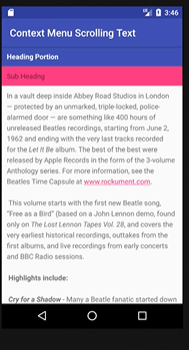 3:46
Context Menu Scrolling Text
Heading Portion
Sub Heading
In a vault deep inside Abbey Road Studios in London
— protected by an unmarked, triple-locked, police-
alarmed door — are something like 400 hours of
unreleased Beatles recordings, starting from June 2,
1962 and ending with the very last tracks recorded
for the Let It Be album. The best of the best were
released by Apple Records in the form of the 3-volume
Anthology series. For more information, see the
Beatles Time Capsule at www.rockument.com.
This volume starts with the first new Beatle song,
"Free as a Bird" (based on a John Lennon demo, found
only on The Lost Lennon Tapes Vol. 28, and covers the
very earliest historical recordings, outtakes from the
first albums, and live recordings from early concerts
and BBC Radio sessions.
Highlights include:
Cry for a Shadow - Many a Beatle fanatic started down